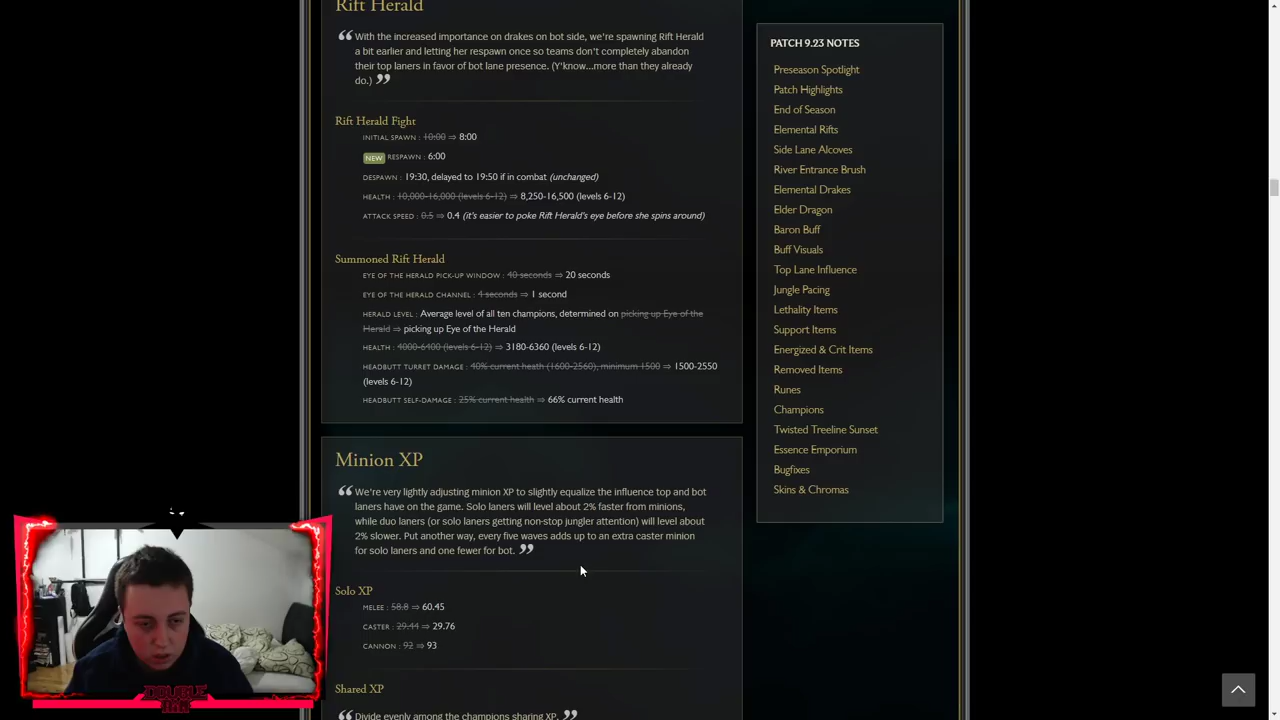 Rift Herald
With the increased importance on drakes on bot side, we're spawning Rift Herald
a bit earlier and letting her respawn once so teams don't completely abandon
their top laners in favor of bot lane presence. (Y'know...more than they already
do.)
Rift Herald Fight
INITIAL SPAWN : 10:00 ⇒ 8:00
NEW RESPAWN : 6:00
DESPAWN : 19:30, delayed to 19:50 if in combat (unchanged)
HEALTH : 10,000-16,000 (levels 6-12) ⇒ 8,250-16,500 (levels 6-12)
ATTACK SPEED : 0.5 ⇒ 0.4 (it's easier to poke Rift Herald's eye before she spins around)
Summoned Rift Herald
EYE OF THE HERALD PICK-UP WINDOW : 40 seconds ⇒ 20 seconds
EYE OF THE HERALD CHANNEL : 4 seconds ⇒ 1 second
HERALD LEVEL : Average level of all ten champions, determined on picking up Eye of the
Herald ⇒ picking up Eye of the Herald
HEALTH : 4000-6400 (levels 6-12) ⇒ 3180-6360 (levels 6-12)
HEADBUTT TURRET DAMAGE : 40% current heath (1600-2560), minimum 1500 ⇒ 1500-2550
(levels 6-12)
HEADBUTT SELF-DAMAGE : 25% current health ⇒ 66% current health
Minion XP
We're very lightly adjusting minion XP to slightly equalize the influence top and bot
laners have on the game. Solo laners will level about 2% faster from minions,
while duo laners (or solo laners getting non-stop jungler attention) will level about
2% slower. Put another way, every five waves adds up to an extra caster minion
for solo laners and one fewer for bot.
Solo XP
MELEE : 58.8 ⇒ 60.45
CASTER : 29.44 ⇒ 29.76
CANNON : 92 ⇒ 93
Shared XP
Divide evenly among the champions sharing XP.
PATCH 9.23 NOTES
Preseason Spotlight
Patch Highlights
End of Season
Elemental Rifts
Side Lane Alcoves
River Entrance Brush
Elemental Drakes
Elder Dragon
Baron Buff
Buff Visuals
Top Lane Influence
Jungle Pacing
Lethality Items
Support Items
Energized & Crit Items
Removed Items
Runes
Champions
Twisted Treeline Sunset
Essence Emporium
Bugfixes
Skins & Chromas